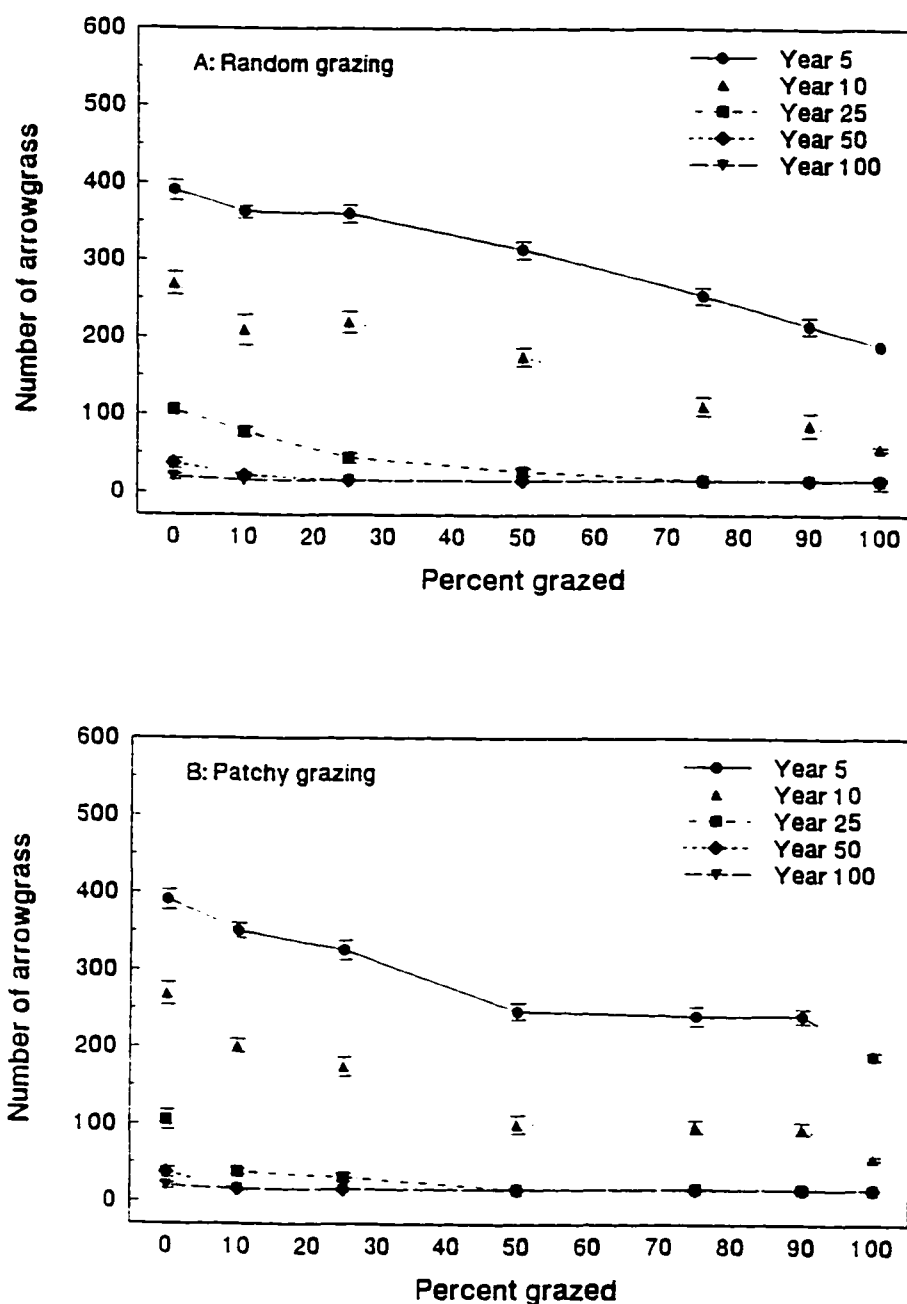 600
A: Random grazing
Year 5
Year 10
500
Year 25
Year 50
Year 100
400
300
200
100
0
Number of arrowgrass
0 10 20 30 40 50 60 70 80 90 100
Percent grazed
600
B: Patchy grazing
Year 5
Year 10
500
Year 25
Year 50
Year 100
400
300
200
100
0
Number of arrowgrass
0 10 20 30 40 50 60 70 80 90 100
Percent grazed